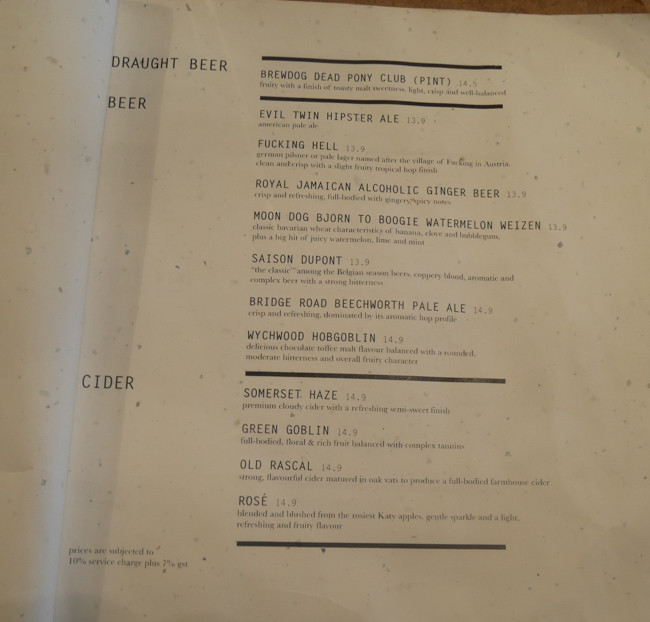 DRAUGHT BEER
BREWDOG DEAD PONY CLUB (PINT) 14.5
fruity with a finish of toasty malt sweetness, light, crisp and well-balanced
BEER
EVIL TWIN HIPSTER ALE 13.9
american pale ale
FUCKING HELL 13.9
german pilsner or pale lager named after the village of Fucking in Austria.
clean and crisp with a slight fruity tropical hop finish
ROYAL JAMAICAN ALCOHOLIC GINGER BEER 13.9
crisp and refreshing, full-bodied with gingery/spicy notes
MOON DOG BJORN TO BOOGIE WATERMELON WEIZEN 13.9
classic bavarian wheat characteristics of banana, clove and bubblegum,
plus a big hit of juicy watermelon, lime and mint
SAISON DUPONT 13.9
"the classic" among the Belgian season beers, coppery blond, aromatic and
complex beer with a strong bitterness
BRIDGE ROAD BEECHWORTH PALE ALE 14.9
crisp and refreshing, dominated by its aromatic hop profile
WYCHWOOD HOBGOBLIN 14.9
delicious chocolate toffee malt flavour balanced with a rounded,
moderate bitterness and overall fruity character
CIDER
SOMERSET HAZE 14.9
premium cloudy cider with a refreshing semi-sweet finish
GREEN GOBLIN 14.9
full-bodied, floral & rich fruit balanced with complex tannins
OLD RASCAL 14.9
strong, flavourful cider matured in oak vats to produce a full-bodied farmhouse cider
ROSÉ 14.9
blended and blushed from the rosiest Katy apples, gentle sparkle and a light,
refreshing and fruity flavour
prices are subjected to
10% service charge plus 7% gst